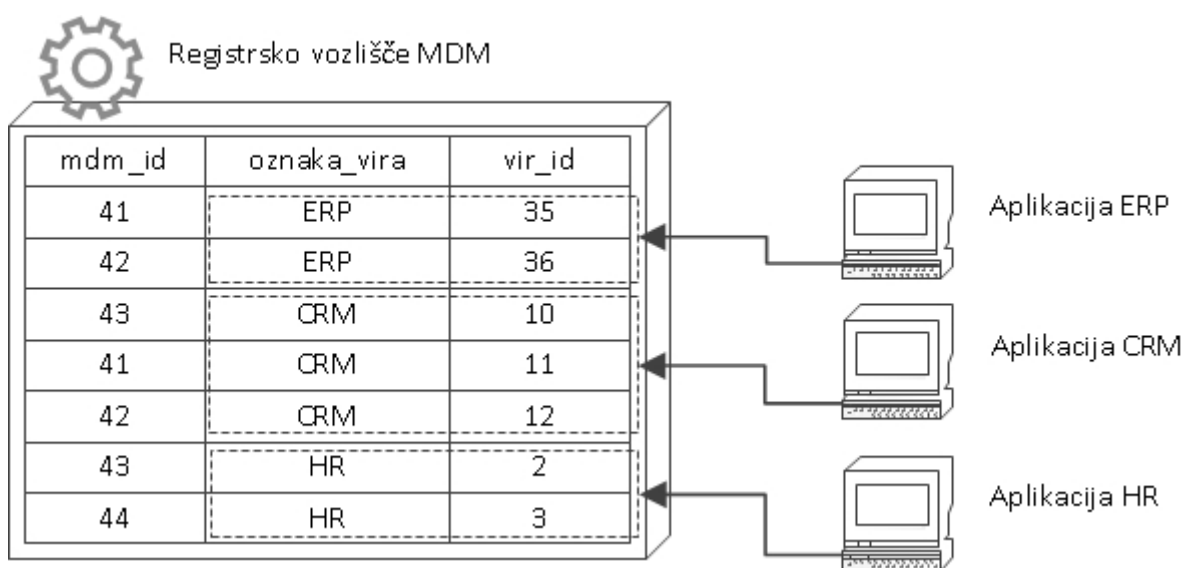 Registrsko vozlišče MDM
mdm_id oznaka_vira vir_id
41 ERP 35
42 ERP 36
43 CRM 10
41 CRM 11
42 CRM 12
43 HR 2
44 HR 3
Aplikacija ERP
Aplikacija CRM
Aplikacija HR